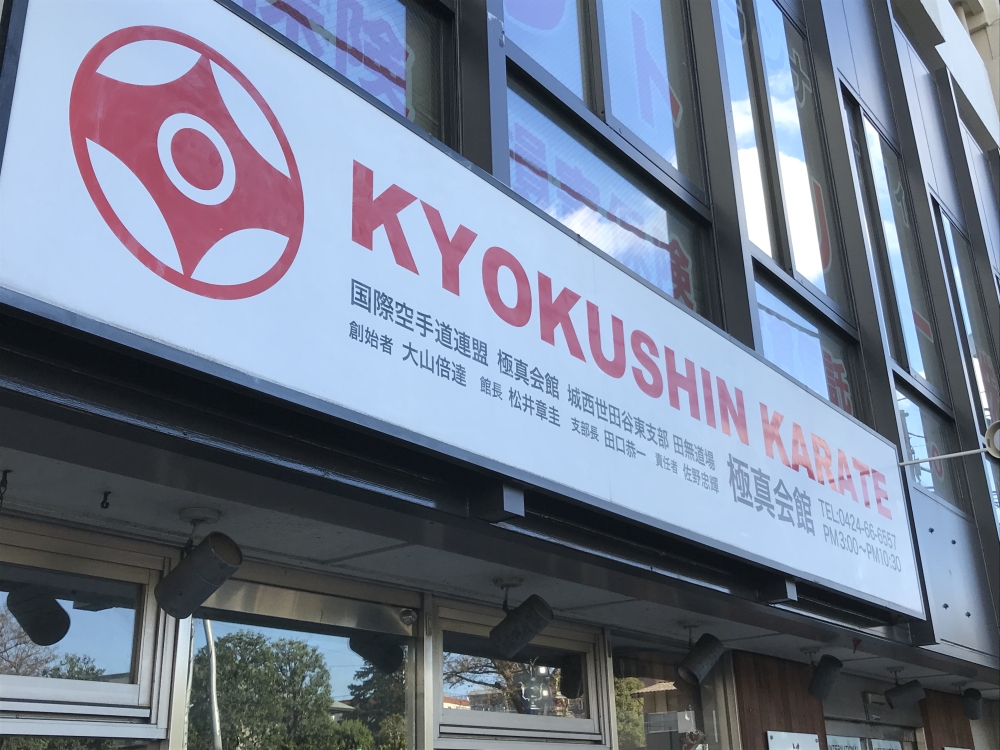 KYOKUSHIN KARATE
国際空手道連盟 極真会館 城西世田谷東支部 田無道場
創始者 大山倍達 館長 松井章圭 支部長 田口恭一 責任者 佐野忠輝
極真会館
TEL:0424-66-6557
PM3:00~PM10:30
保険